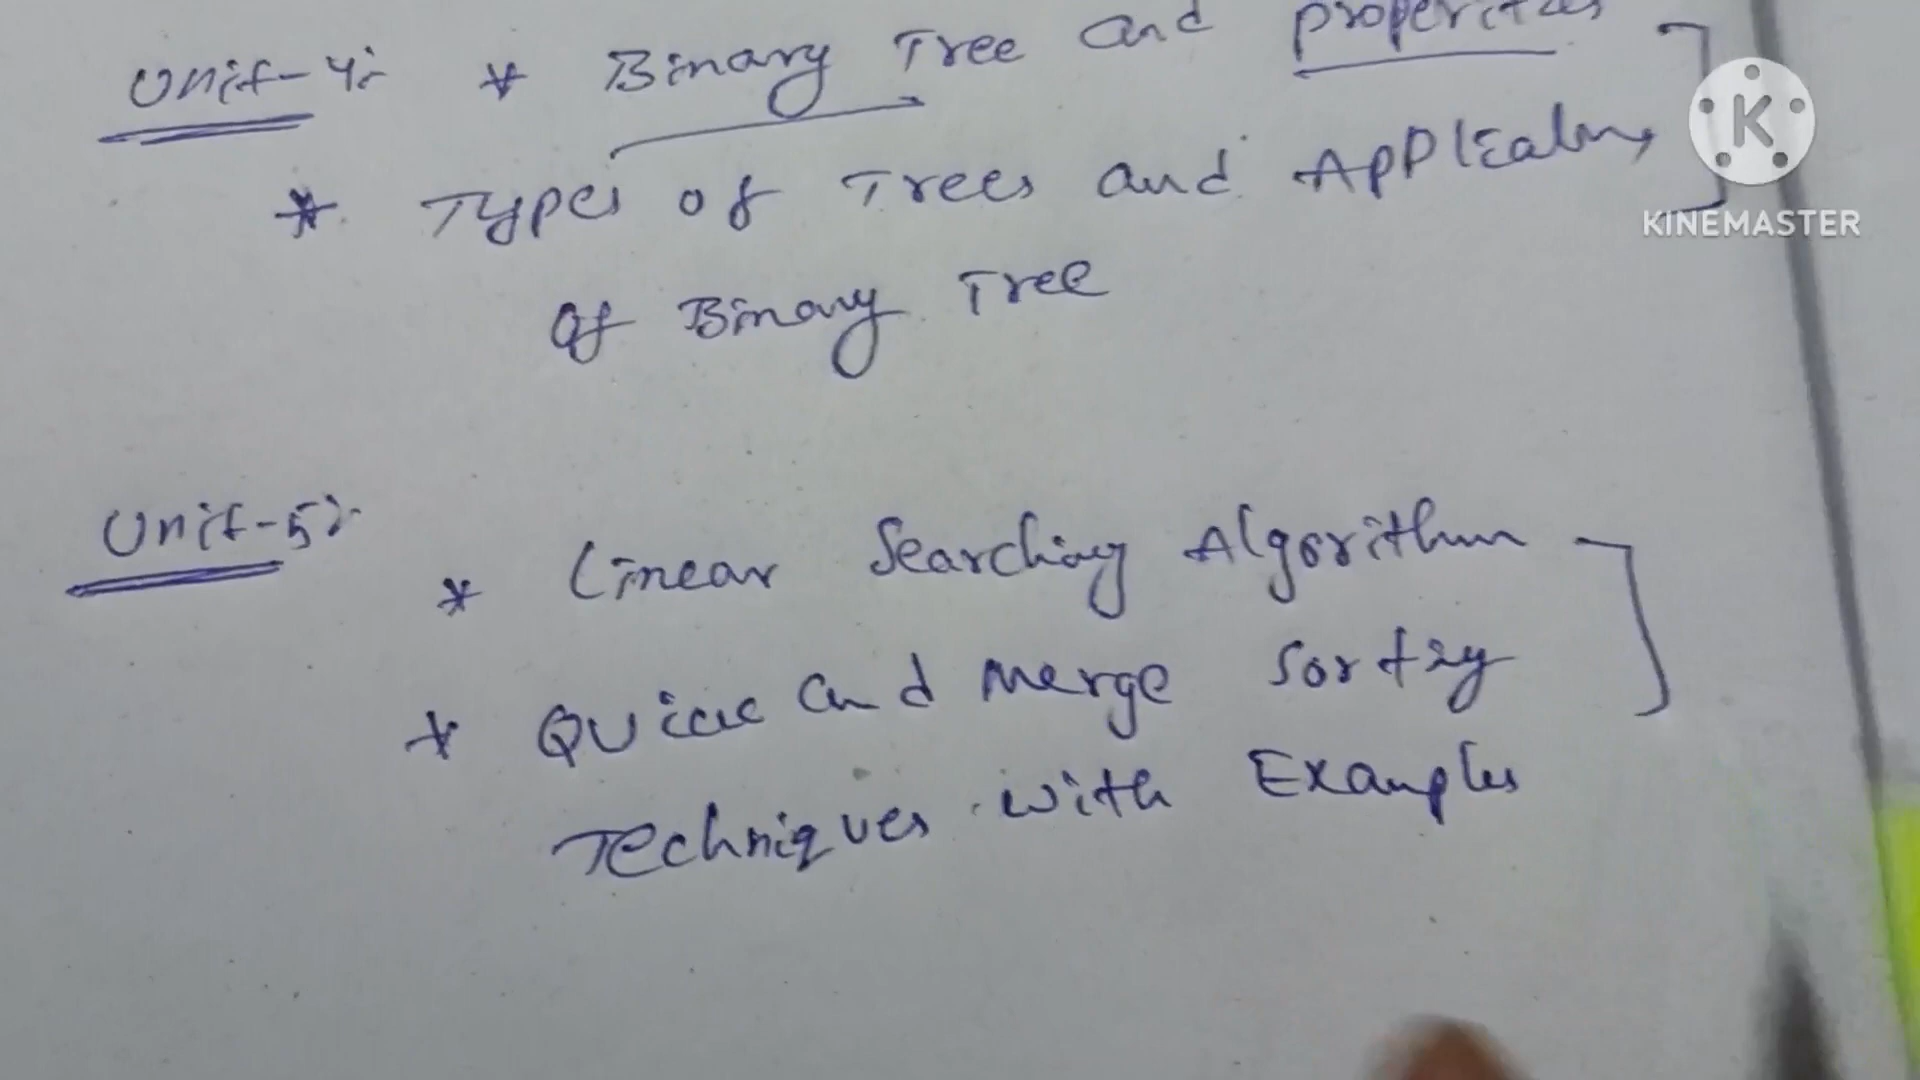 Unit-4:- * Binary Tree and properities
* Types of Trees and Applications
of Binary Tree
Unit-5:-
* Linear Searching Algorithm
* Quick and Merge Sorting
Techniques with Examples
K
KINEMASTER